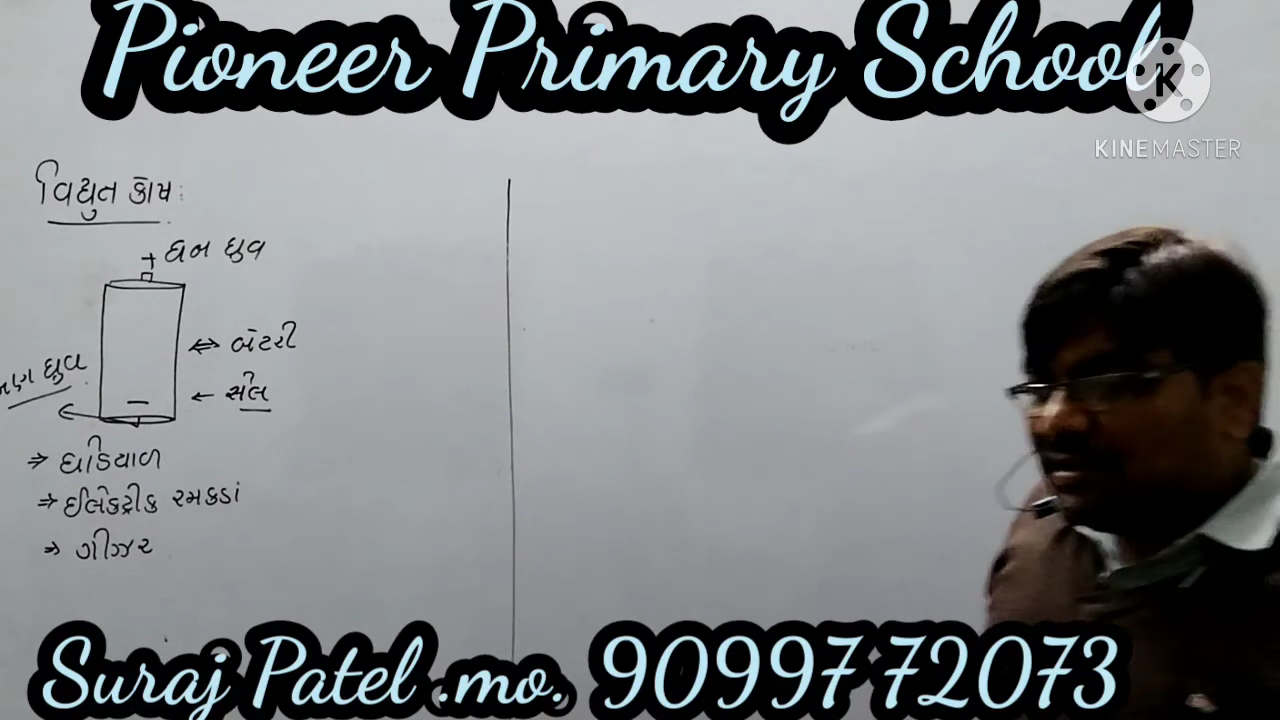 Pioneer Primary School
K
KINEMASTER
વિદ્યુત કોષ :
+ ધન ધ્રુવ
⇔ બેટરી
ધ્રુવ
← સેલ
−
⇒ ઘડિયાળ
⇒ ઈલેક્ટ્રીક રમકડાં
⇒ ગીઝર
Suraj Patel .mo. 90997 72073